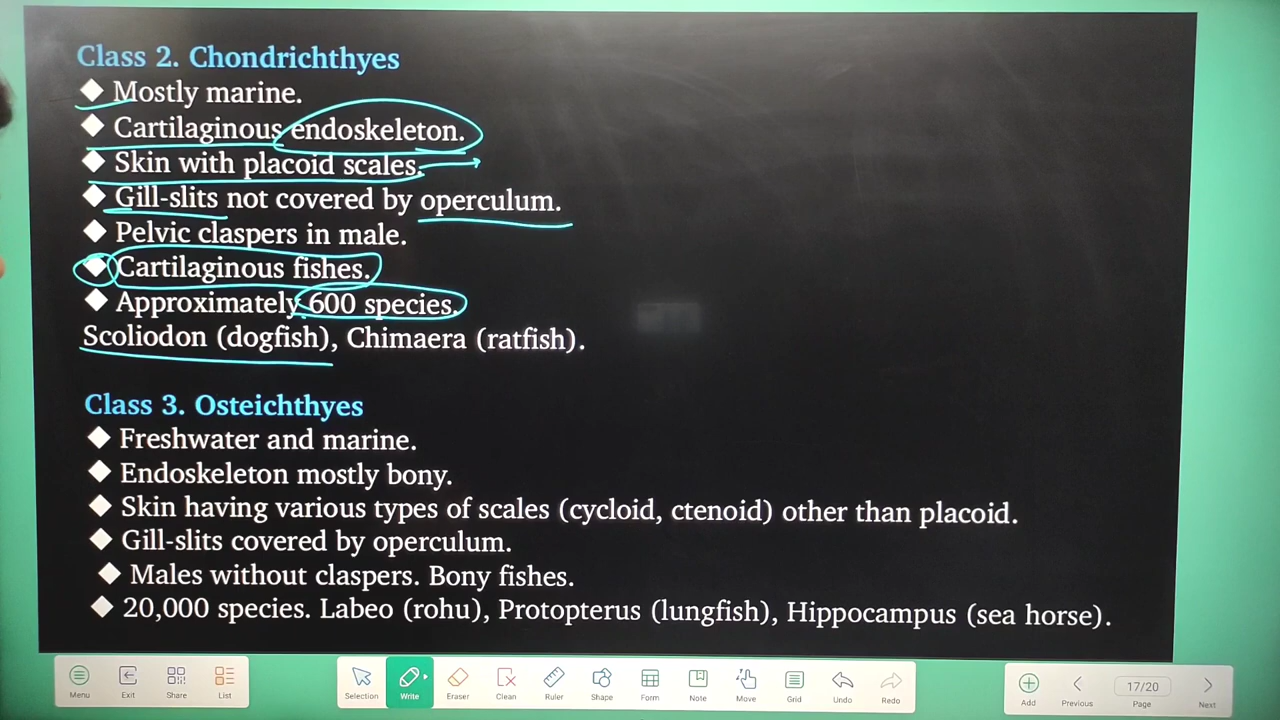 Class 2. Chondrichthyes
◆ Mostly marine.
◆ Cartilaginous endoskeleton.
◆ Skin with placoid scales.
◆ Gill-slits not covered by operculum.
◆ Pelvic claspers in male.
◆ Cartilaginous fishes.
◆ Approximately 600 species.
Scoliodon (dogfish), Chimaera (ratfish).
Class 3. Osteichthyes
◆ Freshwater and marine.
◆ Endoskeleton mostly bony.
◆ Skin having various types of scales (cycloid, ctenoid) other than placoid.
◆ Gill-slits covered by operculum.
◆ Males without claspers. Bony fishes.
◆ 20,000 species. Labeo (rohu), Protopterus (lungfish), Hippocampus (sea horse).
Menu Exit Share List Selection Write Eraser Clean Ruler Shape Form Note Move Grid Undo Redo Add Previous 17/20 Page Next